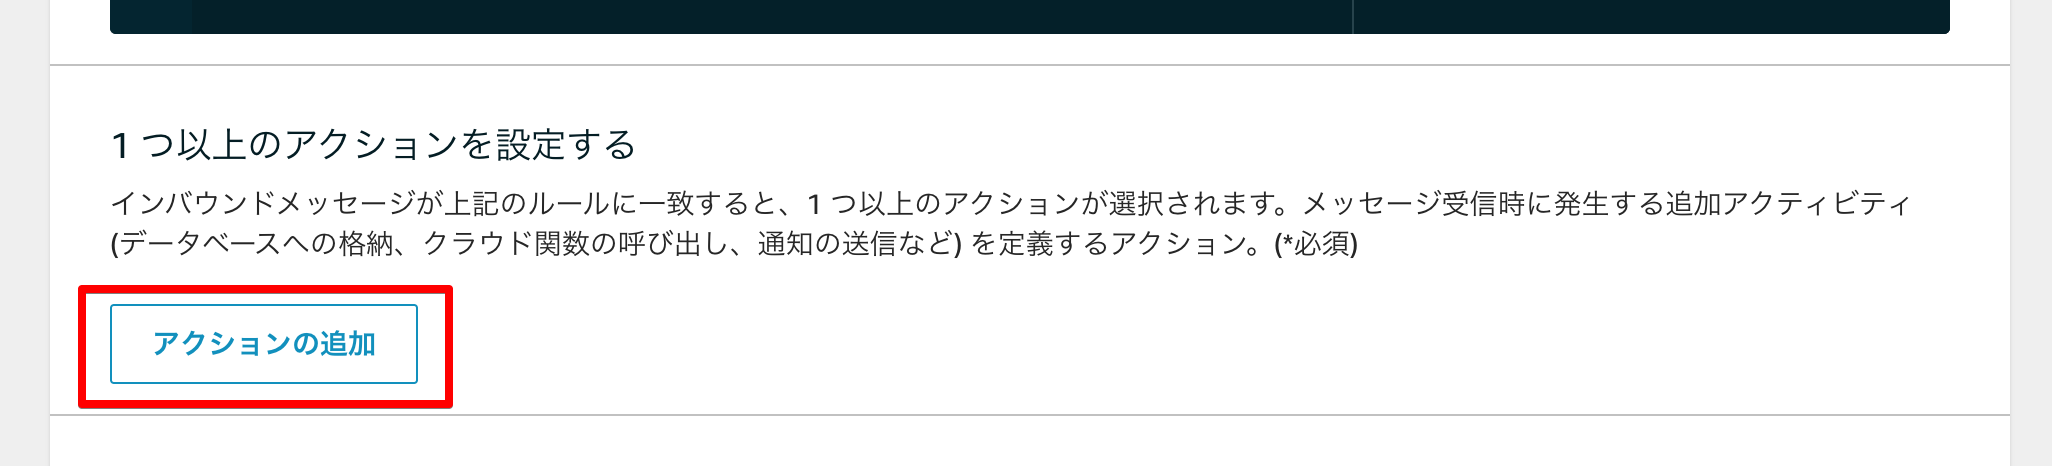 1 つ以上のアクションを設定する
インバウンドメッセージが上記のルールに一致すると、1 つ以上のアクションが選択されます。メッセージ受信時に発生する追加アクティビティ
(データベースへの格納、クラウド関数の呼び出し、通知の送信など) を定義するアクション。(*必須)
アクションの追加